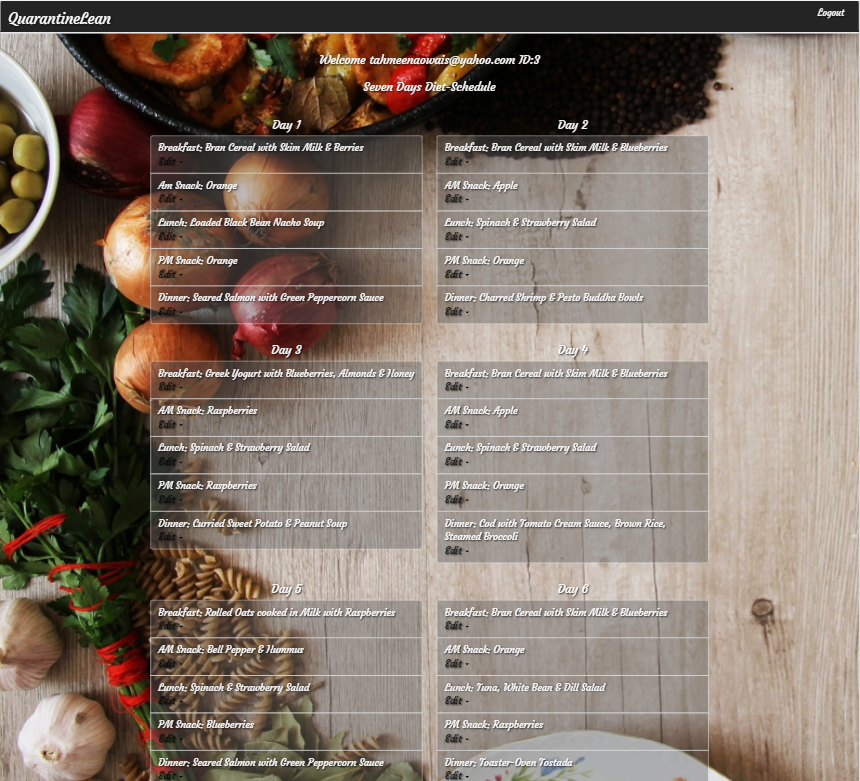 QuarantineLean
Logout
Welcome tahmeenaowais@yahoo.com ID:3
Seven Days Diet-Schedule
Day 1
Breakfast: Bran Cereal with Skim Milk & Berries
Edit -
Am Snack: Orange
Edit -
Lunch: Loaded Black Bean Nacho Soup
Edit -
PM Snack: Orange
Edit -
Dinner: Seared Salmon with Green Peppercorn Sauce
Edit -
Day 2
Breakfast: Bran Cereal with Skim Milk & Blueberries
Edit -
AM Snack: Apple
Edit -
Lunch: Spinach & Strawberry Salad
Edit -
PM Snack: Orange
Edit -
Dinner: Charred Shrimp & Pesto Buddha Bowls
Day 3
Breakfast: Greek Yogurt with Blueberries, Almonds & Honey
Edit -
AM Snack: Raspberries
Edit -
Lunch: Spinach & Strawberry Salad
Edit -
PM Snack: Raspberries
Edit -
Dinner: Curried Sweet Potato & Peanut Soup
Edit -
Day 4
Breakfast: Bran Cereal with Skim Milk & Blueberries
Edit -
AM Snack: Apple
Edit -
Lunch: Spinach & Strawberry Salad
Edit -
PM Snack: Orange
Edit -
Dinner: Cod with Tomato Cream Sauce, Brown Rice,
Steamed Broccoli
Edit -
Day 5
Breakfast: Rolled Oats cooked in Milk with Raspberries
Edit -
AM Snack: Bell Pepper & Hummus
Edit -
Lunch: Spinach & Strawberry Salad
Edit -
PM Snack: Blueberries
Edit -
Dinner: Seared Salmon with Green Peppercorn Sauce
Edit -
Day 6
Breakfast: Bran Cereal with Skim Milk & Blueberries
Edit -
AM Snack: Orange
Edit -
Lunch: Tuna, White Bean & Dill Salad
Edit -
PM Snack: Raspberries
Edit -
Dinner: Toaster-Oven Tostada
Edit -